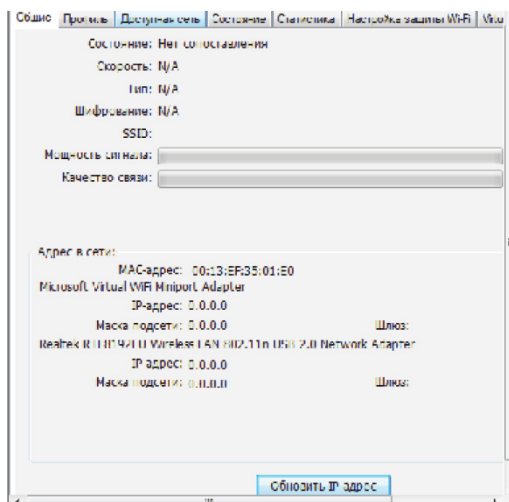 Общие Профиль Доступная сеть Состояние Статистика Настройка защиты Wi-Fi Virtu
Состояние: Нет сопоставления
Скорость: N/A
Тип: N/A
Шифрование: N/A
SSID:
Мощность сигнала:
Качество связи:
Адрес в сети:
MAC-адрес: 00:13:EF:35:01:E0
Microsoft Virtual WiFi Miniport Adapter
IP-адрес: 0.0.0.0
Маска подсети: 0.0.0.0 Шлюз:
Realtek RTL8192EU Wireless LAN 802.11n USB 2.0 Network Adapter
IP-адрес: 0.0.0.0
Маска подсети: 0.0.0.0 Шлюз:
Обновить IP адрес